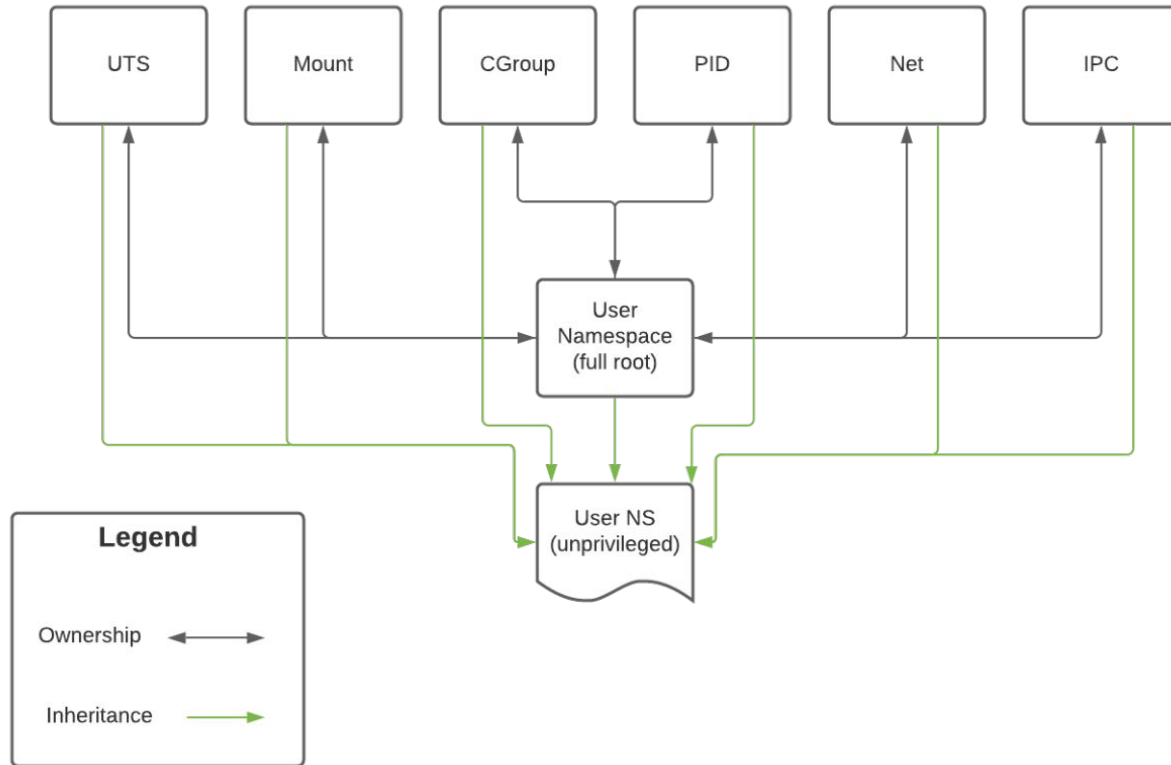 UTS
Mount
CGroup
PID
Net
IPC
User
Namespace
(full root)
User NS
(unprivileged)
Legend
Ownership
Inheritance